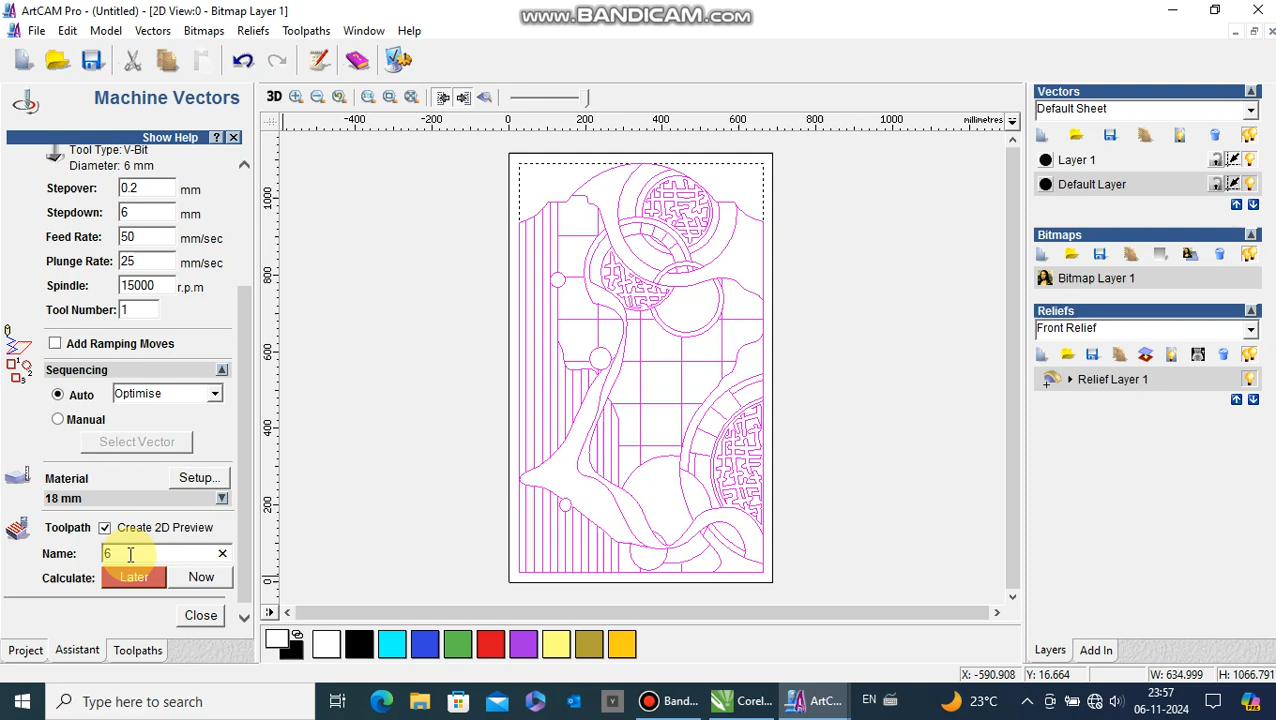 ArtCAM Pro - (Untitled) - [2D View:0 - Bitmap Layer 1]
www.BANDICAM.com
File Edit Model Vectors Bitmaps Reliefs Toolpaths Window Help
Machine Vectors
Show Help ? X
Tool Type: V-Bit
Diameter: 6 mm
Stepover: 0.2 mm
Stepdown: 6 mm
Feed Rate: 50 mm/sec
Plunge Rate: 25 mm/sec
Spindle: 15000 r.p.m
Tool Number: 1
Add Ramping Moves
Sequencing
Auto Optimise
Manual
Select Vector
Material Setup...
18 mm
Toolpath Create 2D Preview
Name: 6
Calculate: Later Now
Close
Project Assistant Toolpaths
3D
-400 -200 0 200 400 600 800 1000 millimetres
1000
800
600
400
200
0
Vectors
Default Sheet
Layer 1
Default Layer
Bitmaps
Bitmap Layer 1
Reliefs
Front Relief
Relief Layer 1
Layers Add In
X: -590.908 Y: 16.664 W: 634.999 H: 1066.791
Type here to search
Band...
Corel...
ArtC...
EN
23°C
23:57
06-11-2024